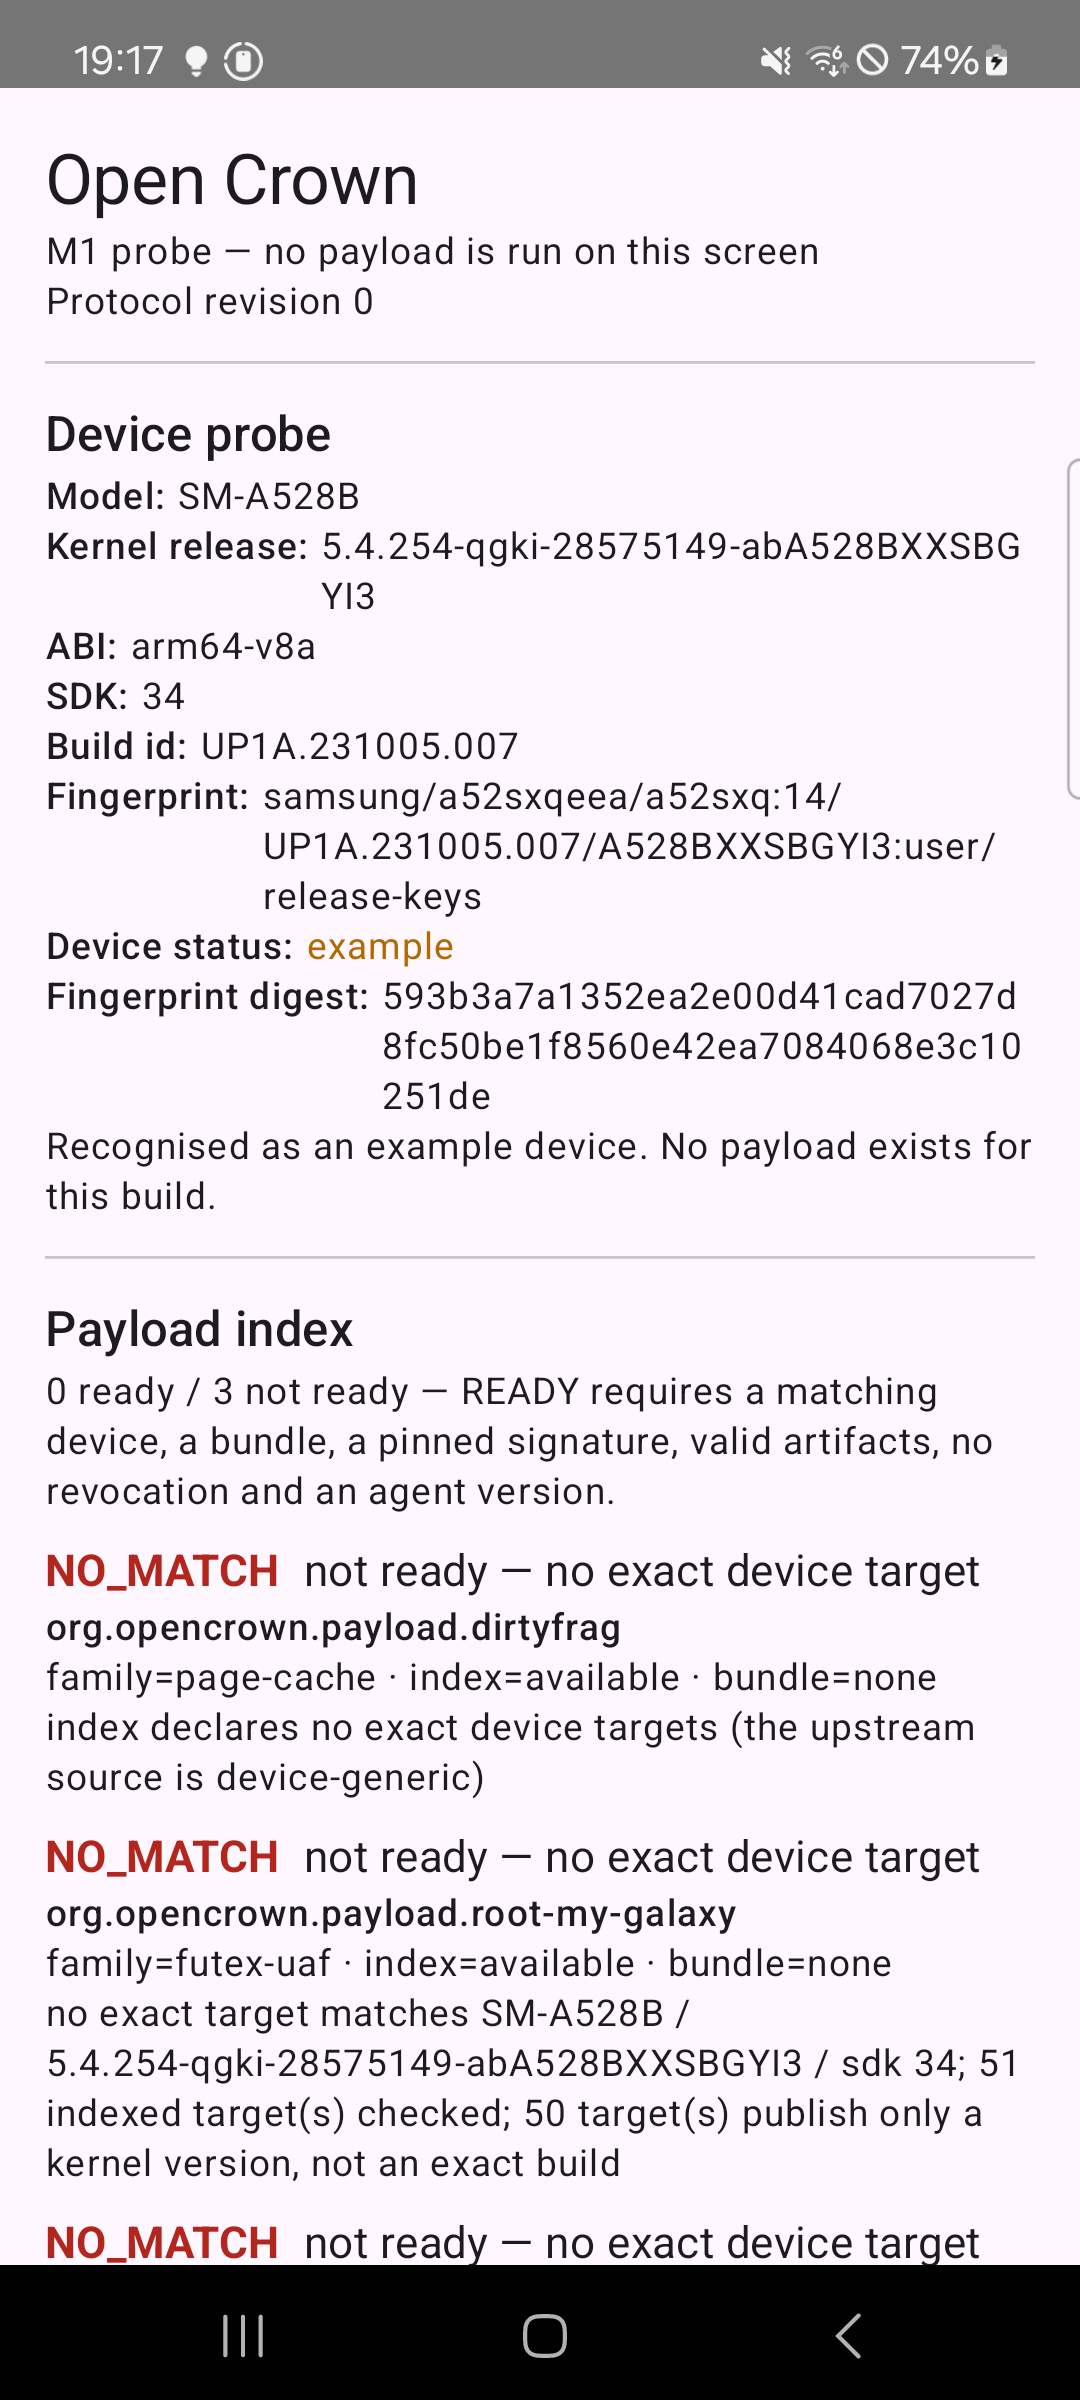 19:17
6
74%
Open Crown
M1 probe — no payload is run on this screen
Protocol revision 0
Device probe
Model: SM-A528B
Kernel release: 5.4.254-qgki-28575149-abA528BXXSBG
YI3
ABI: arm64-v8a
SDK: 34
Build id: UP1A.231005.007
Fingerprint: samsung/a52sxqeea/a52sxq:14/
UP1A.231005.007/A528BXXSBGYI3:user/
release-keys
Device status: example
Fingerprint digest: 593b3a7a1352ea2e00d41cad7027d
8fc50be1f8560e42ea7084068e3c10
251de
Recognised as an example device. No payload exists for
this build.
Payload index
0 ready / 3 not ready — READY requires a matching
device, a bundle, a pinned signature, valid artifacts, no
revocation and an agent version.
NO_MATCH not ready — no exact device target
org.opencrown.payload.dirtyfrag
family=page-cache · index=available · bundle=none
index declares no exact device targets (the upstream
source is device-generic)
NO_MATCH not ready — no exact device target
org.opencrown.payload.root-my-galaxy
family=futex-uaf · index=available · bundle=none
no exact target matches SM-A528B /
5.4.254-qgki-28575149-abA528BXXSBGYI3 / sdk 34; 51
indexed target(s) checked; 50 target(s) publish only a
kernel version, not an exact build
NO_MATCH not ready — no exact device target